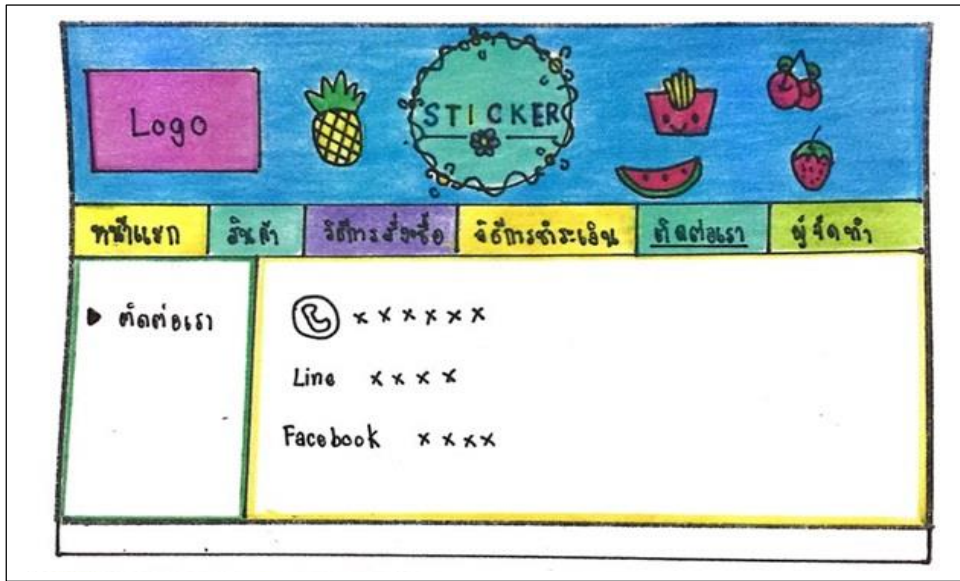 Logo
STICKER
หน้าแรก สินค้า วิธีการสั่งซื้อ วิธีการชำระเงิน ติดต่อเรา ผู้จัดทำ
▶ ติดต่อเรา
xxxxxx
Line xxxx
Facebook xxxx